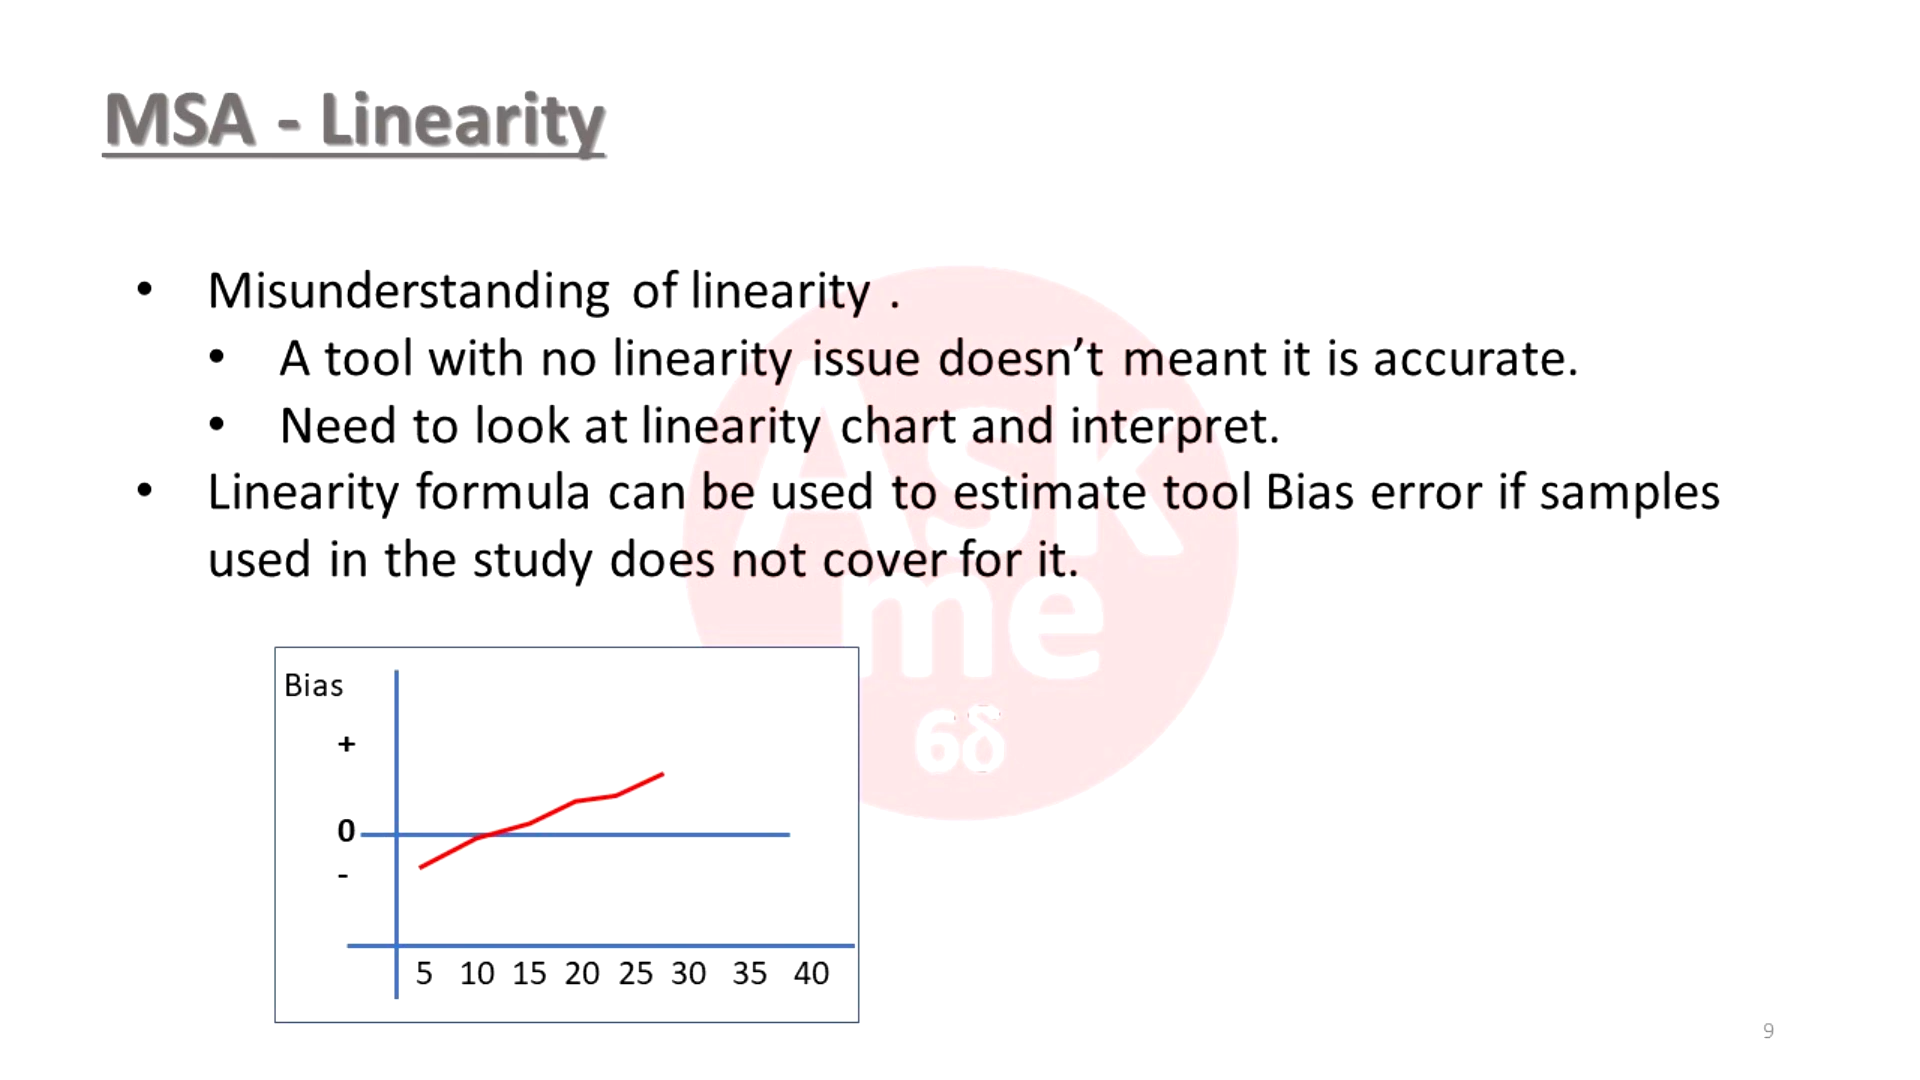 MSA - Linearity
• Misunderstanding of linearity .
• A tool with no linearity issue doesn’t meant it is accurate.
• Need to look at linearity chart and interpret.
• Linearity formula can be used to estimate tool Bias error if samples
used in the study does not cover for it.
Ask
me
6δ
Bias
+
0
-
5 10 15 20 25 30 35 40
9